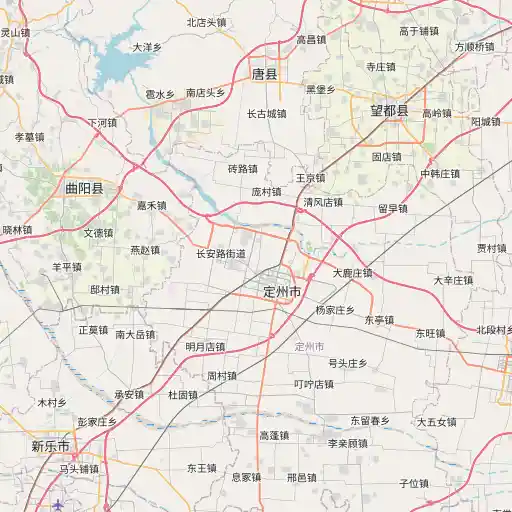 北店头镇
灵山镇
大洋乡
高昌镇
高于铺镇
方顺桥镇
寺庄镇
唐县
雹水乡
南店头乡
黑堡乡
望都县
长古城镇
高岭镇
阳城镇
下河镇
孝墓镇
固店镇
砖路镇
中韩庄镇
王京镇
曲阳县
庞村镇
嘉禾镇
清风店镇
留早镇
晓林镇
文德镇
燕赵镇
长安路街道
贾村镇
羊平镇
大鹿庄镇
大辛庄镇
邸村镇
定州市
杨家庄乡
东亭镇
正莫镇
南大岳镇
东旺镇
北段村乡
明月店镇
定州市
号头庄乡
周村镇
叮咛店镇
木村乡
承安镇
杜固镇
彭家庄乡
东留春乡
大五女镇
新乐市
高蓬镇
李亲顾镇
马头铺镇
东王镇
息冢镇
邢邑镇
子位镇